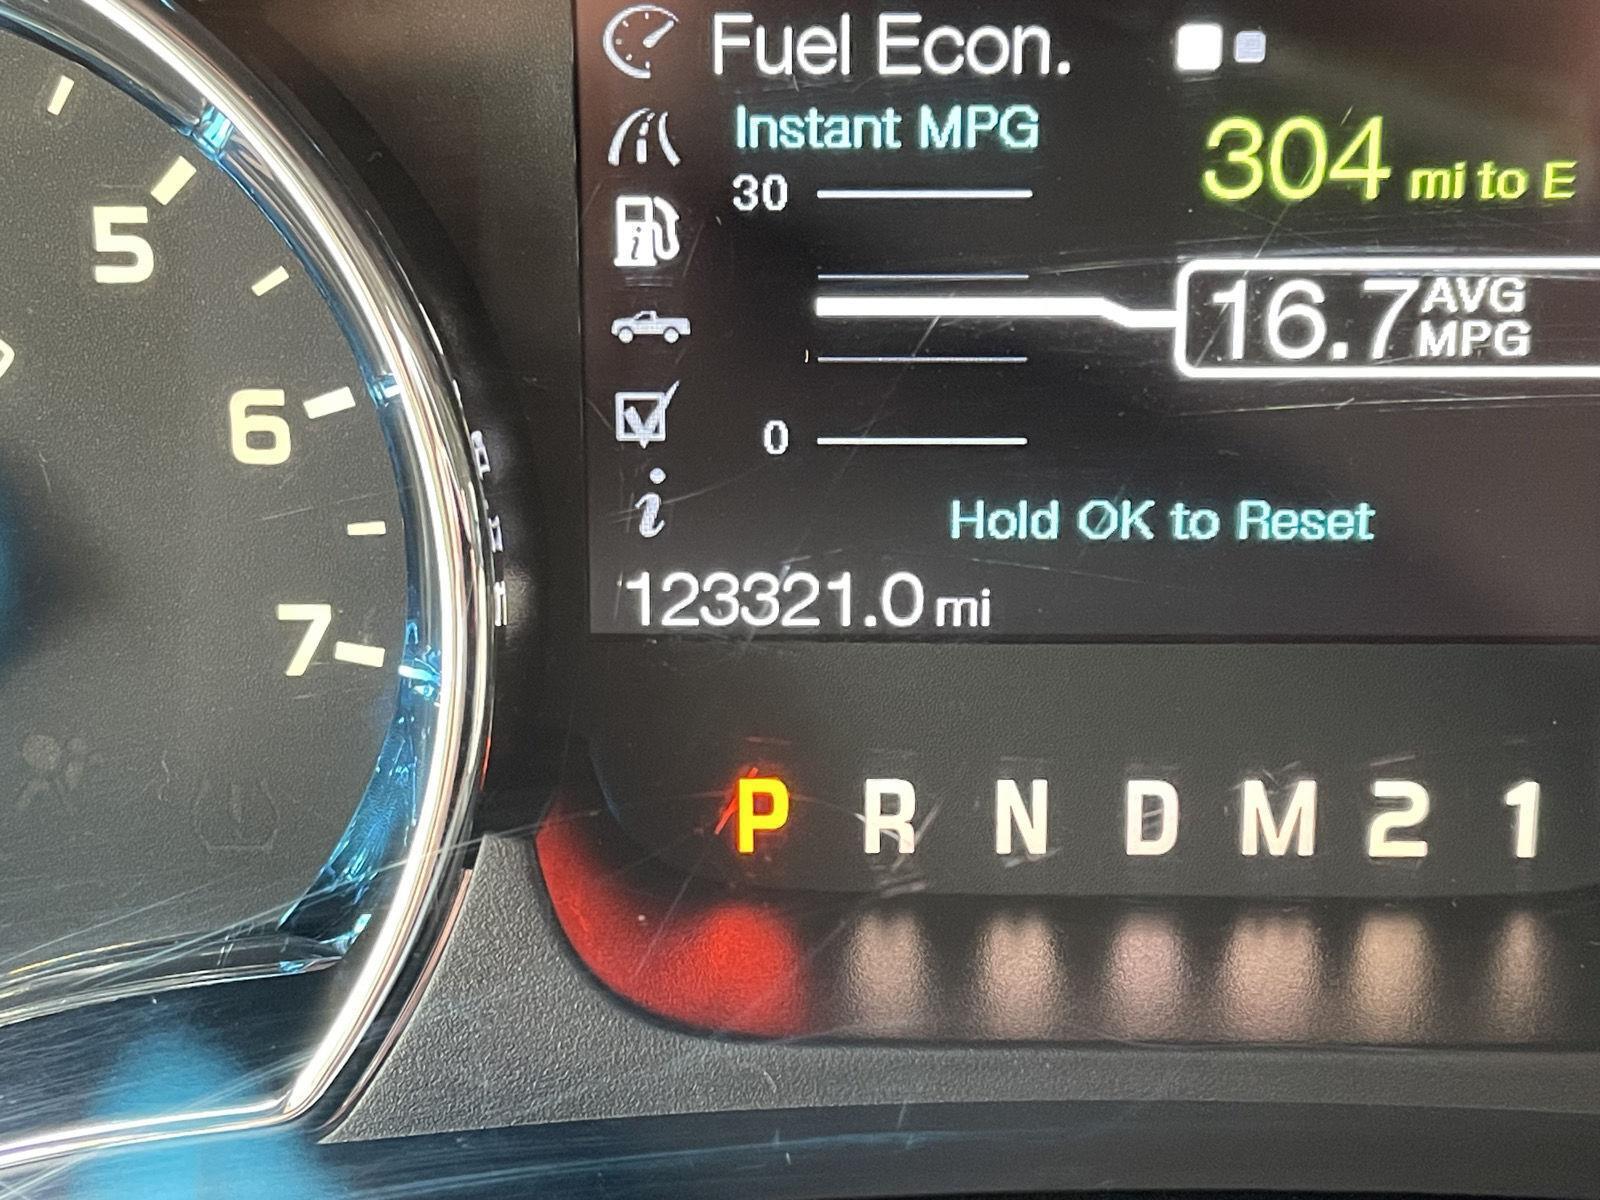 Fuel Econ.
Instant MPG
304 mi to E
30
16.7 AVG MPG
0
Hold OK to Reset
123321.0 mi
5
6
7
P R N D M 2 1